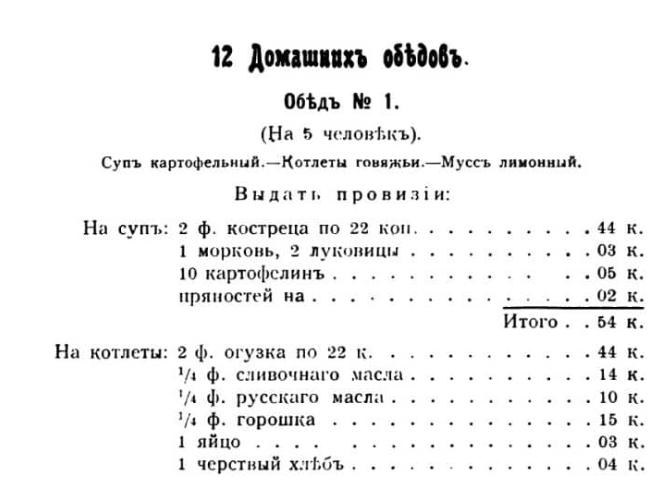 12 Домашнихъ обѣдовъ.
Обѣдъ № 1.
(На 5 человѣкъ).
Супъ картофельный.—Котлеты говяжьи.—Муссъ лимонный.
Выдать провизіи:
На супъ: 2 ф. костреца по 22 коп. . . . . . . . . . . 44 к.
1 морковь, 2 луковицы . . . . . . . . . . 03 к.
10 картофелинъ . . . . . . . . . . 05 к.
пряностей на . . . . . . . . . . . . . . 02 к.
Итого . . 54 к.
На котлеты: 2 ф. огузка по 22 к. . . . . . . . . . . . 44 к.
1/4 ф. сливочнаго масла . . . . . . . . . . 14 к.
1/4 ф. русскаго масла . . . . . . . . . . . 10 к.
1/4 ф. горошка . . . . . . . . . . . . . . 15 к.
1 яйцо . . . . . . . . . . . . . . . 03 к.
1 черствый хлѣбъ . . . . . . . . . . . . . 04 к.